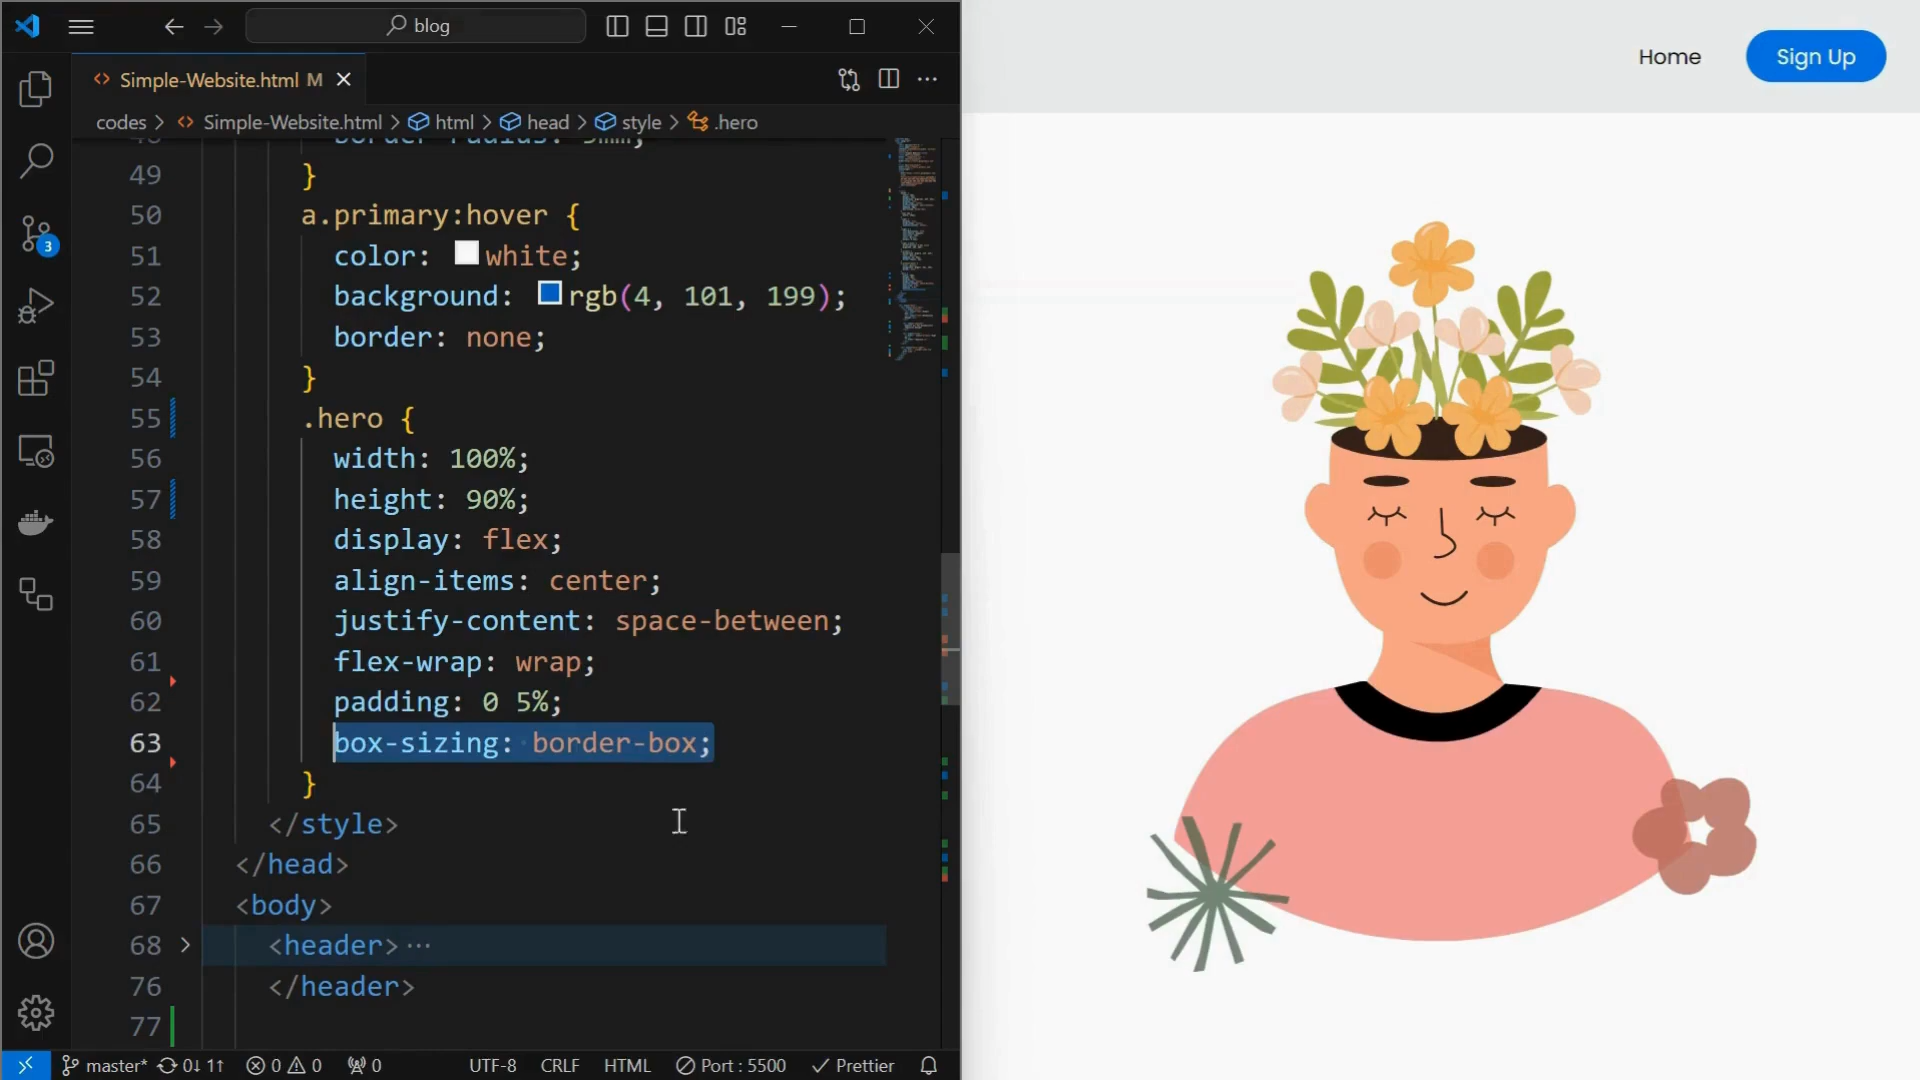 blog
Home
Sign Up
Simple-Website.html M
codes > Simple-Website.html > html > head > style > .hero
49 }
50 a.primary:hover {
51 color: white;
52 background: rgb(4, 101, 199);
53 border: none;
54 }
55 .hero {
56 width: 100%;
57 height: 90%;
58 display: flex;
59 align-items: center;
60 justify-content: space-between;
61 flex-wrap: wrap;
62 padding: 0 5%;
63 box-sizing: border-box;
64 }
65 </style>
66 </head>
67 <body>
68 <header> ...
76 </header>
77
3
master* 0↓ 1↑ 0 0 0 UTF-8 CRLF HTML Port : 5500 Prettier